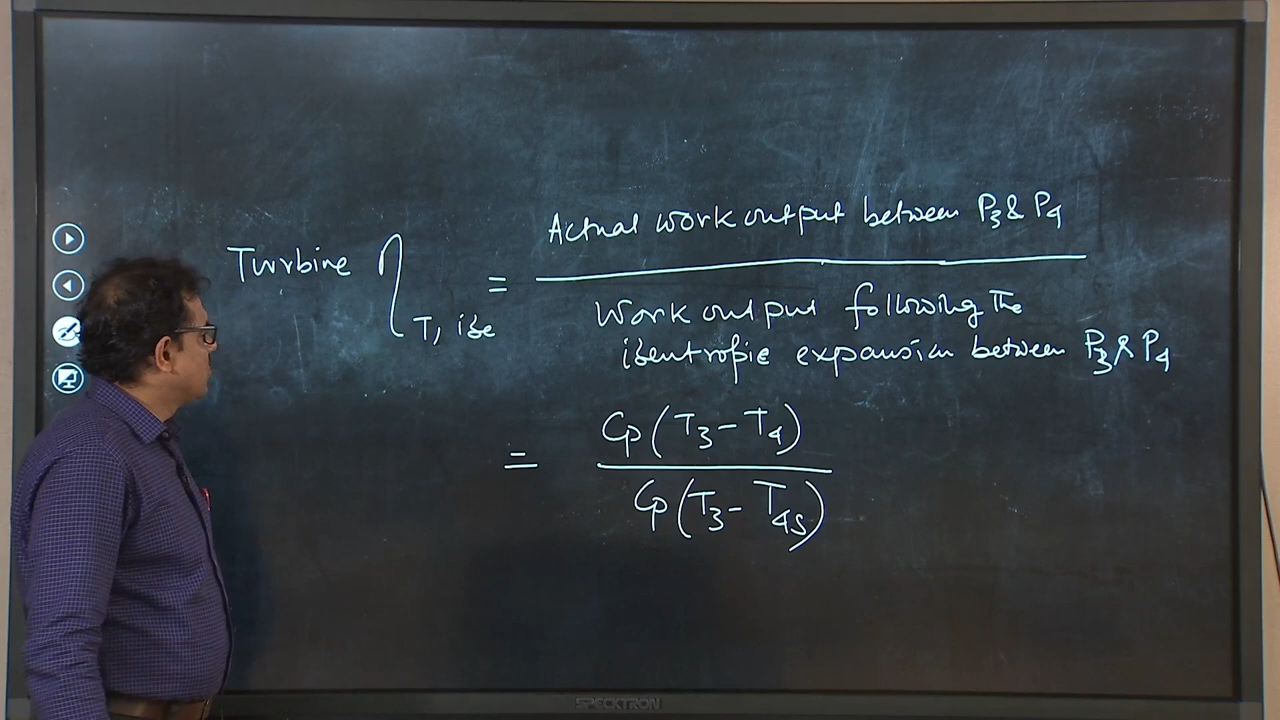 Actual work output between P3 & P4
Turbine η T, ise =
Work output following the
isentropic expansion between P3 & P4
= Cp (T3 - T4)
Cp (T3 - T4s)
SPECKTRON